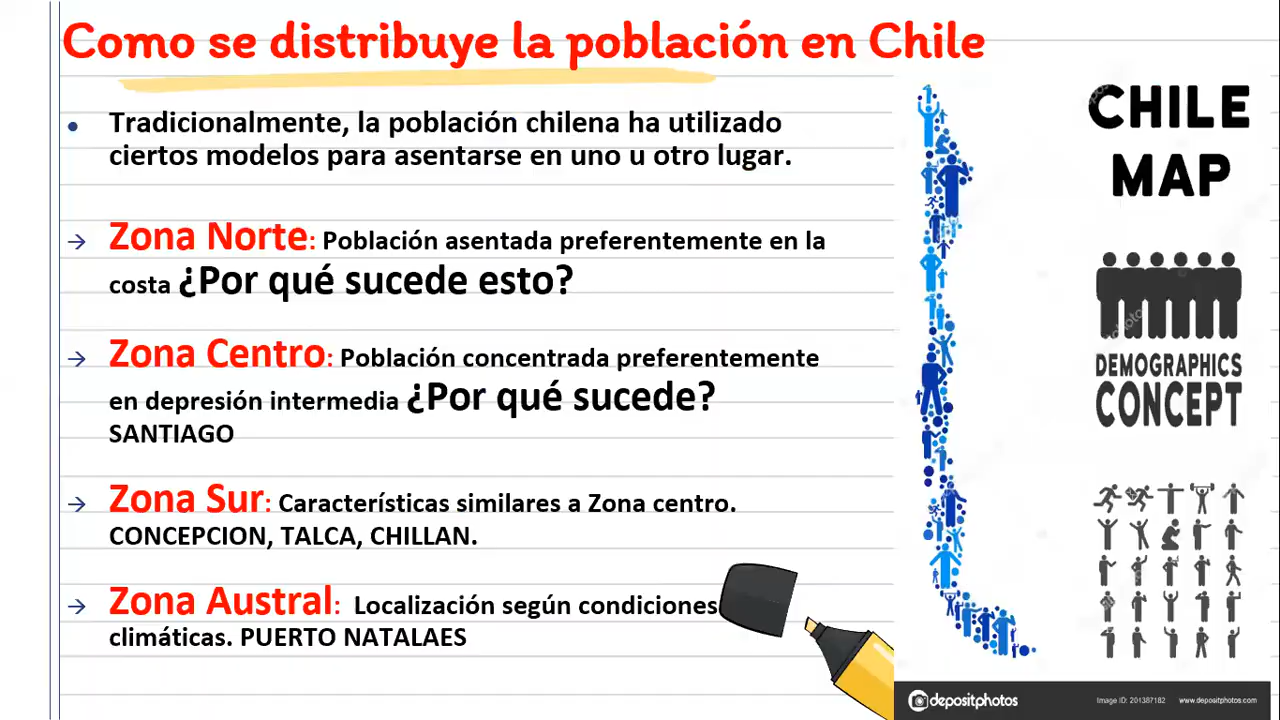 Como se distribuye la población en Chile
Tradicionalmente, la población chilena ha utilizado
ciertos modelos para asentarse en uno u otro lugar.
Zona Norte: Población asentada preferentemente en la
costa ¿Por qué sucede esto?
Zona Centro: Población concentrada preferentemente
en depresión intermedia ¿Por qué sucede?
SANTIAGO
Zona Sur: Características similares a Zona centro.
CONCEPCION, TALCA, CHILLAN.
Zona Austral: Localización según condiciones
climáticas. PUERTO NATALAES
CHILE
MAP
DEMOGRAPHICS
CONCEPT
depositphotos
Image ID: 201387182 www.depositphotos.com